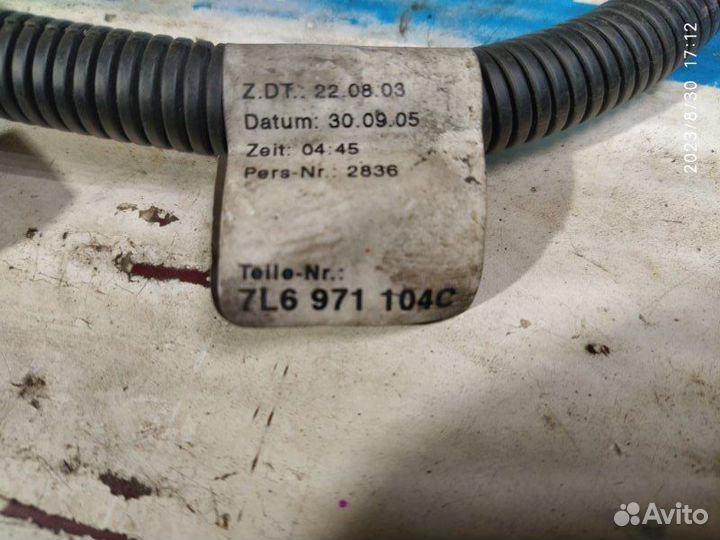 Z.DT.: 22.08.03
Datum: 30.09.05
Zeit: 04:45
Pers-Nr.: 2836
Teile-Nr.:
7L6 971 104C
2023/8/30 17:12
Avito